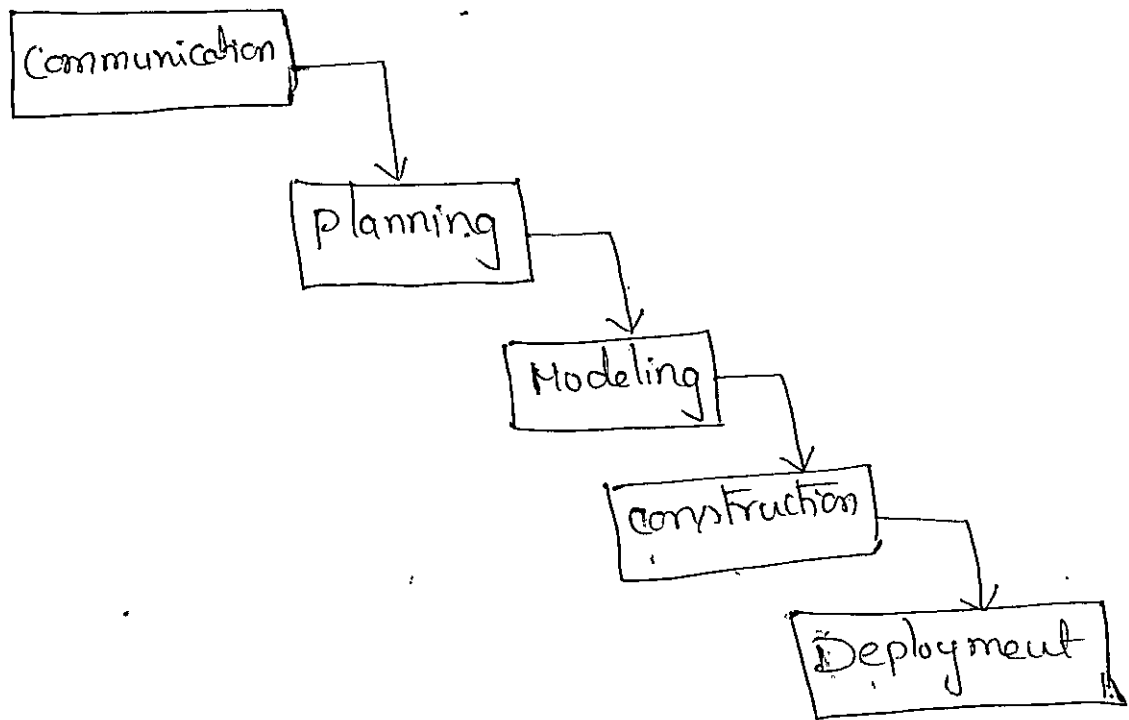 Communication
planning
Modeling
construction
Deployment